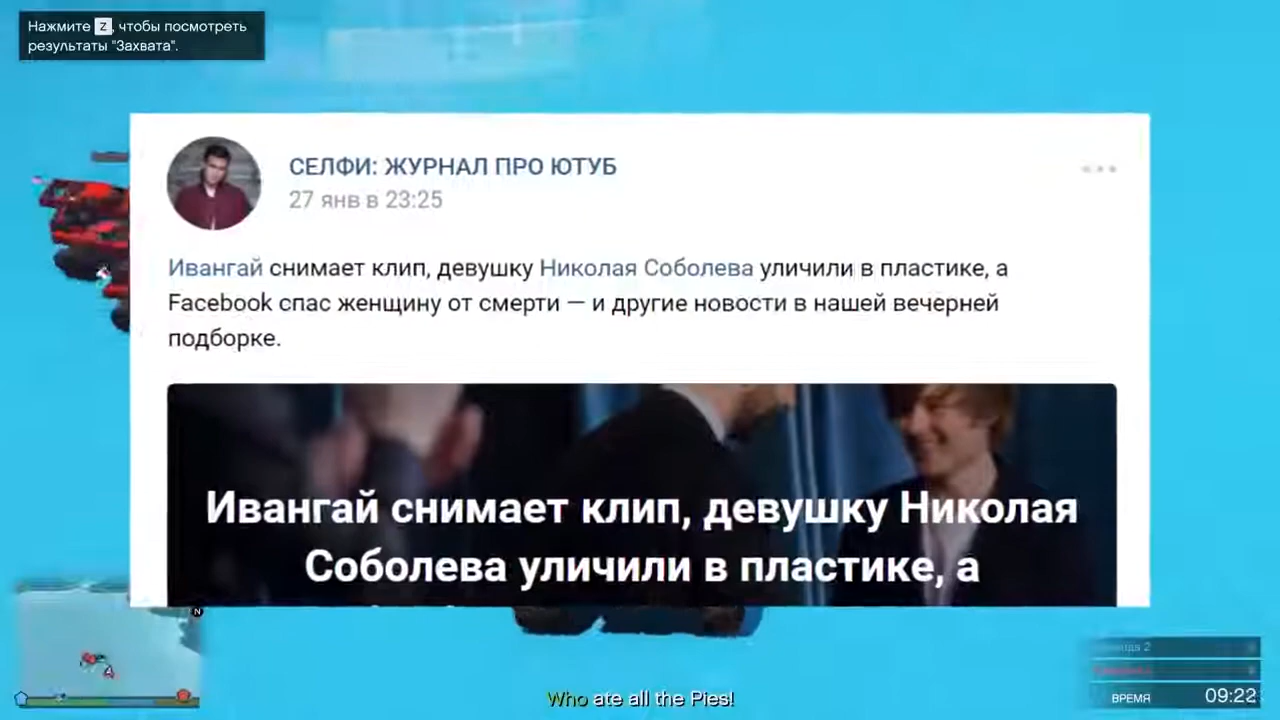 Нажмите Z, чтобы посмотреть
результаты "Захвата".
СЕЛФИ: ЖУРНАЛ ПРО ЮТУБ
27 янв в 23:25
Ивангай снимает клип, девушку Николая Соболева уличили в пластике, а
Facebook спас женщину от смерти — и другие новости в нашей вечерней
подборке.
Ивангай снимает клип, девушку Николая
Соболева уличили в пластике, а
N
Who ate all the Pies!
ВРЕМЯ 09:22